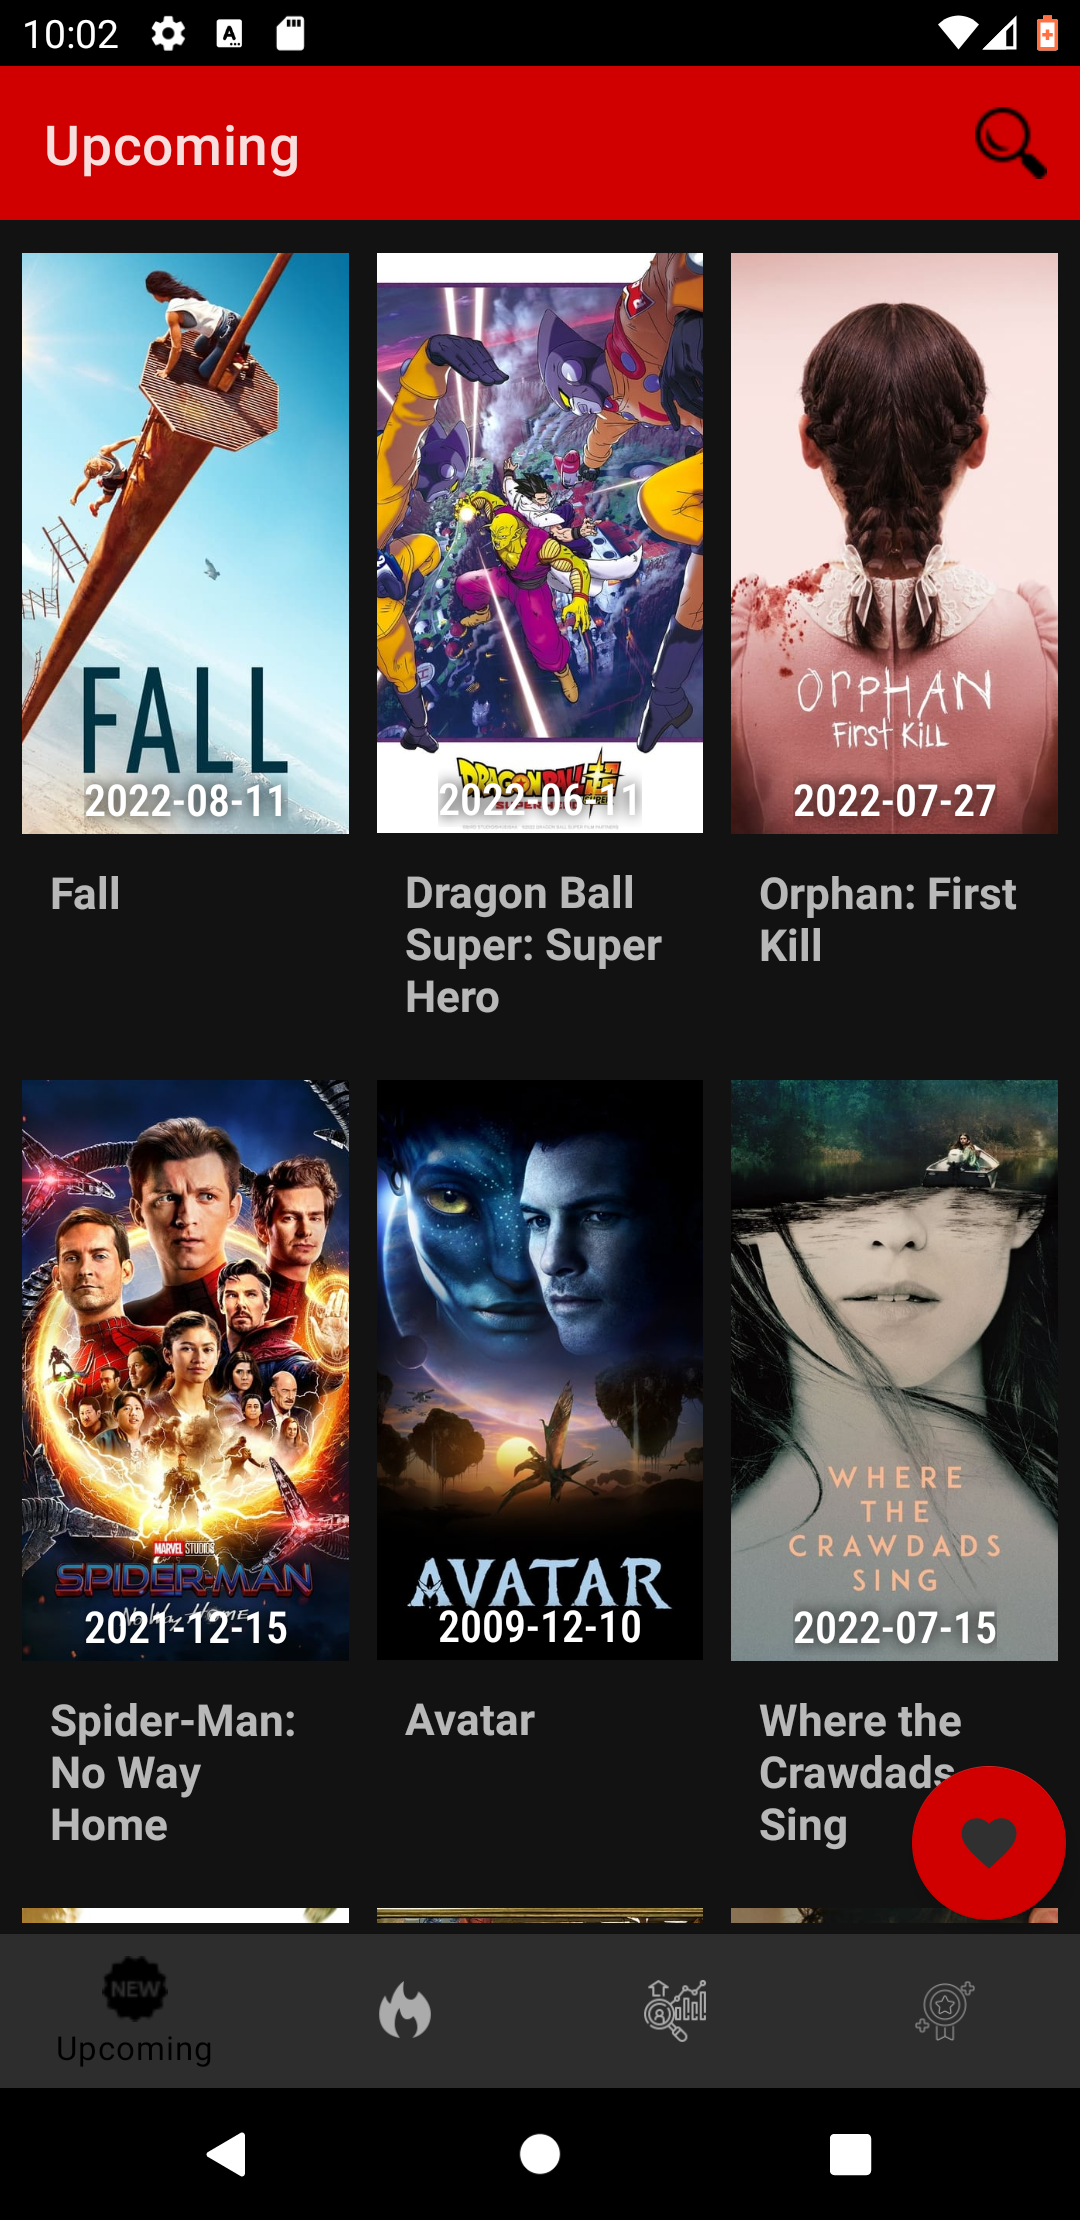 10:02
Upcoming
FALL
2022-08-11
DRAGONBALL
SUPER
2022-06-11
ORPHAN
FIRST KILL
2022-07-27
Fall
Dragon Ball
Super: Super
Hero
Orphan: First
Kill
MARVEL STUDIOS
SPIDER-MAN
No Way Home
2021-12-15
AVATAR
2009-12-10
WHERE
THE
CRAWDADS
SING
2022-07-15
Spider-Man:
No Way
Home
Avatar
Where the
Crawdads
Sing
NEW
Upcoming